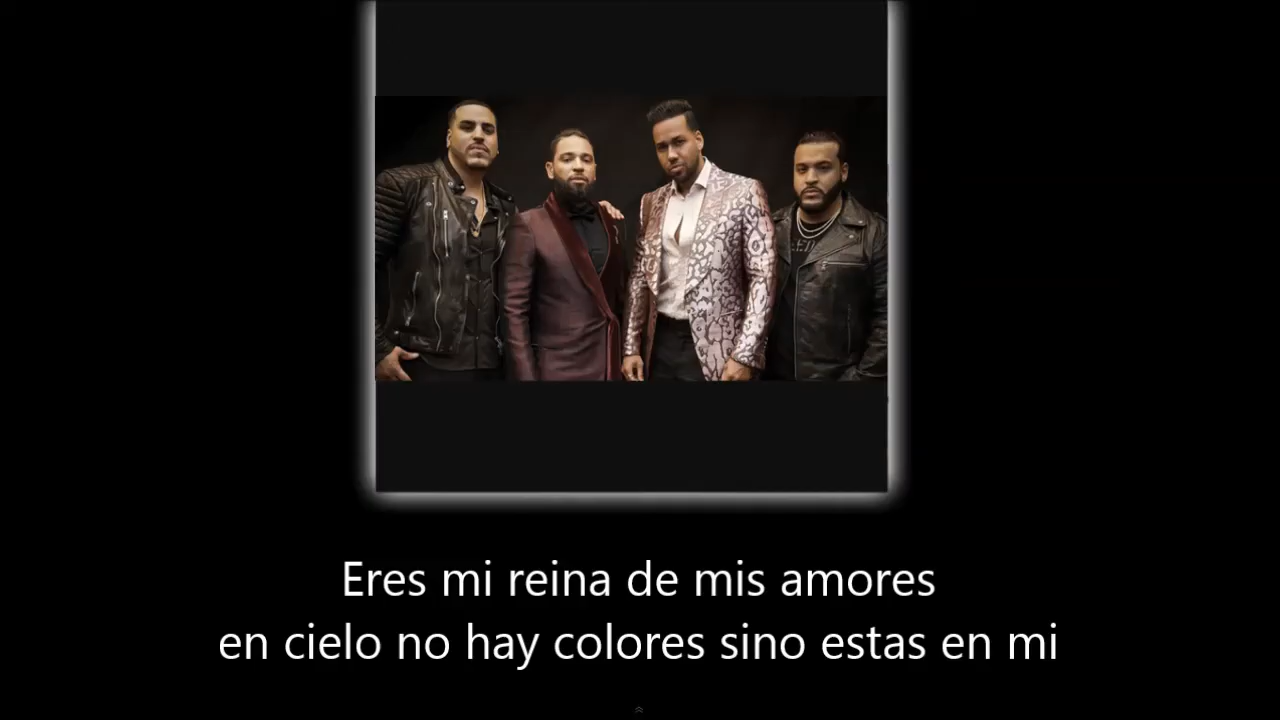 Eres mi reina de mis amores
en cielo no hay colores sino estas en mi